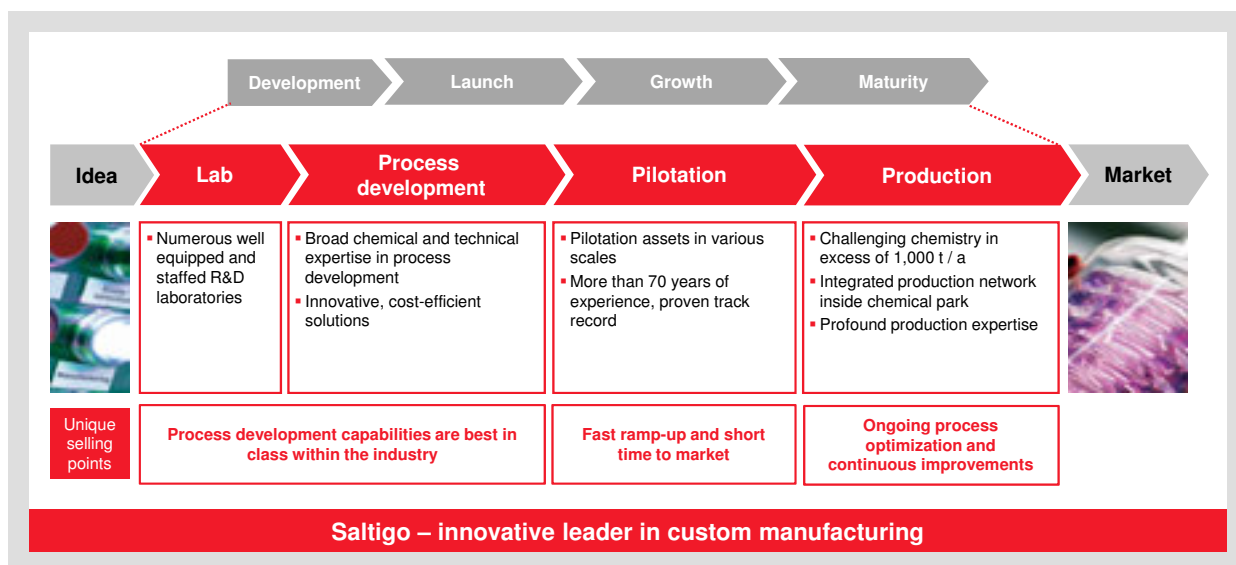 Development
Launch
Growth
Maturity
Idea
Lab
Process
development
Pilotation
Production
Market
▪ Numerous well
equipped and
staffed R&D
laboratories
▪ Broad chemical and technical
expertise in process
development
▪ Innovative, cost-efficient
solutions
▪ Pilotation assets in various
scales
▪ More than 70 years of
experience, proven track
record
▪ Challenging chemistry in
excess of 1,000 t / a
▪ Integrated production network
inside chemical park
▪ Profound production expertise
Unique
selling
points
Process development capabilities are best in
class within the industry
Fast ramp-up and short
time to market
Ongoing process
optimization and
continuous improvements
Saltigo – innovative leader in custom manufacturing